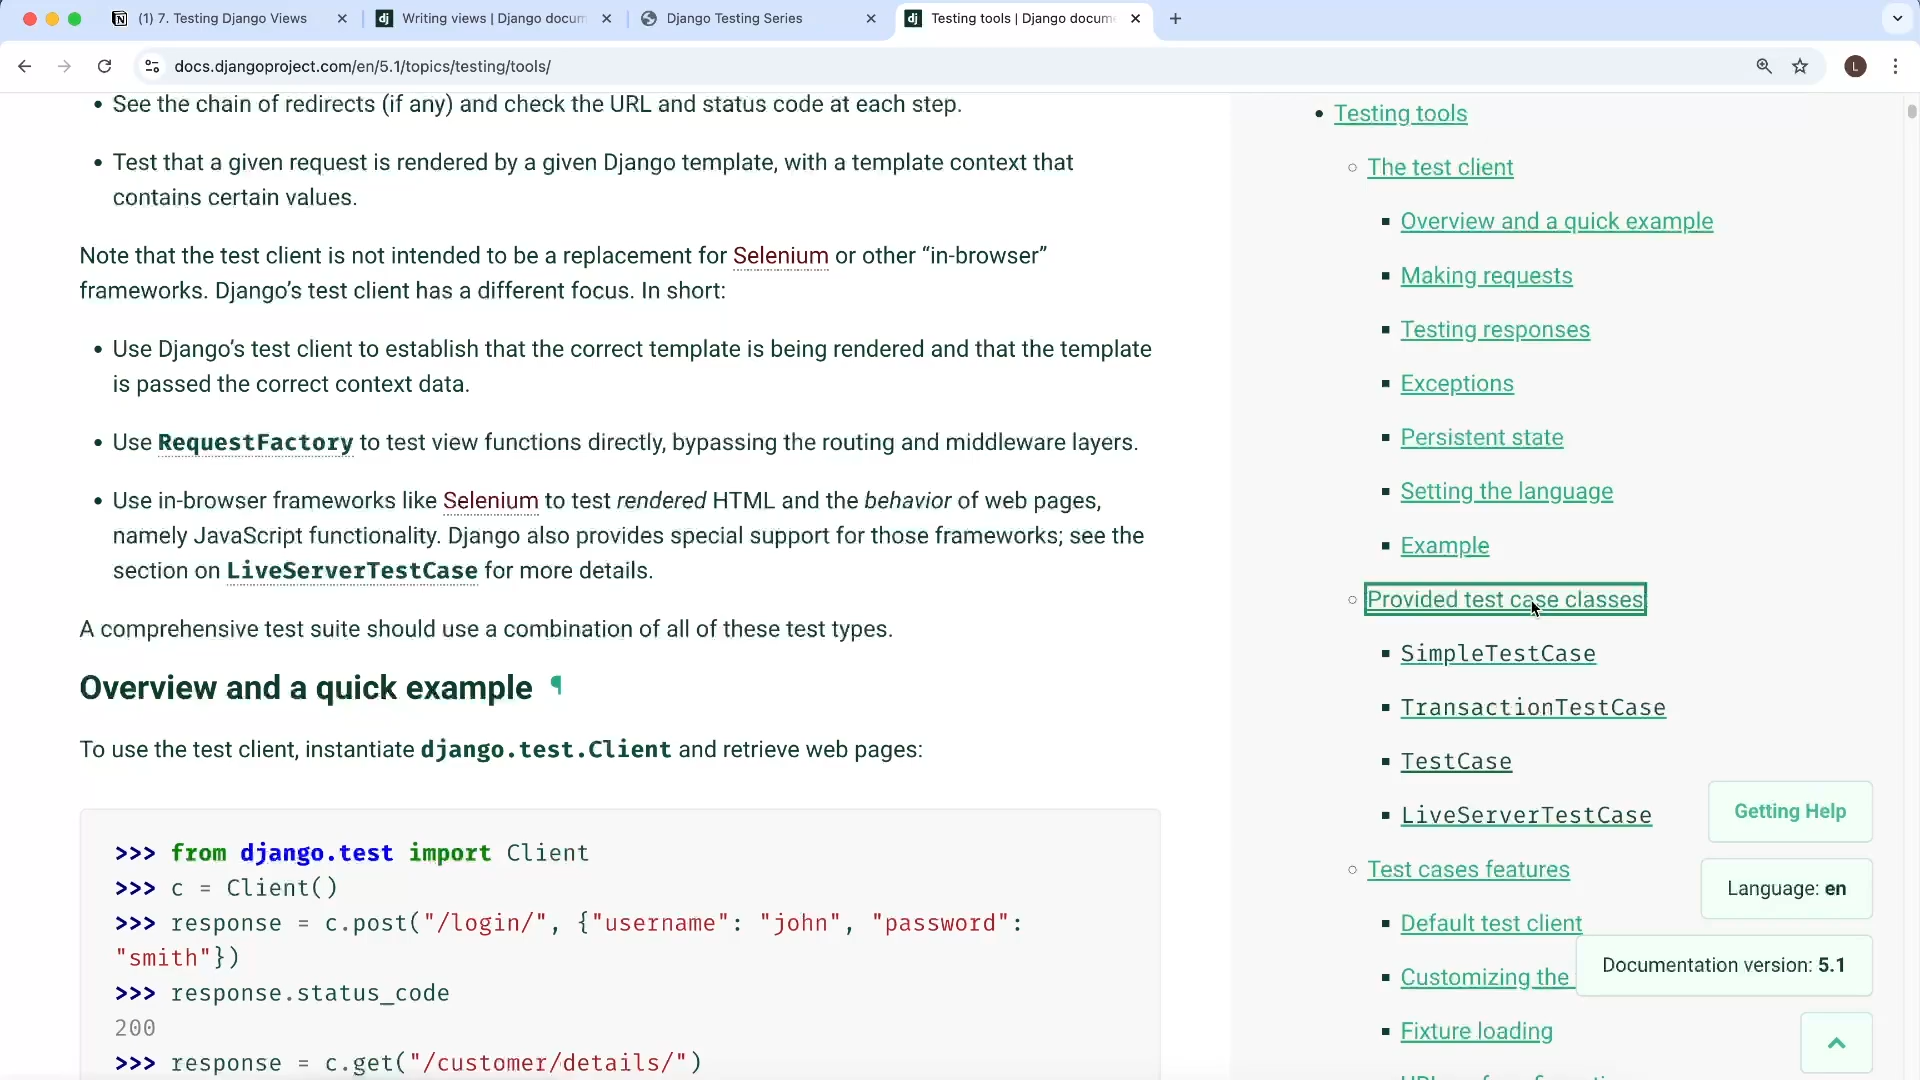 (1) 7. Testing Django Views
Writing views | Django docum
Django Testing Series
Testing tools | Django docume
docs.djangoproject.com/en/5.1/topics/testing/tools/
L
See the chain of redirects (if any) and check the URL and status code at each step.
Test that a given request is rendered by a given Django template, with a template context that
contains certain values.
Note that the test client is not intended to be a replacement for Selenium or other “in-browser”
frameworks. Django’s test client has a different focus. In short:
Use Django’s test client to establish that the correct template is being rendered and that the template
is passed the correct context data.
Use RequestFactory to test view functions directly, bypassing the routing and middleware layers.
Use in-browser frameworks like Selenium to test rendered HTML and the behavior of web pages,
namely JavaScript functionality. Django also provides special support for those frameworks; see the
section on LiveServerTestCase for more details.
A comprehensive test suite should use a combination of all of these test types.
Overview and a quick example ¶
To use the test client, instantiate django.test.Client and retrieve web pages:
>>> from django.test import Client
>>> c = Client()
>>> response = c.post("/login/", {"username": "john", "password":
"smith"})
>>> response.status_code
200
>>> response = c.get("/customer/details/")
Testing tools
The test client
Overview and a quick example
Making requests
Testing responses
Exceptions
Persistent state
Setting the language
Example
Provided test case classes
SimpleTestCase
TransactionTestCase
TestCase
LiveServerTestCase
Test cases features
Default test client
Customizing the
Fixture loading
Getting Help
Language: en
Documentation version: 5.1